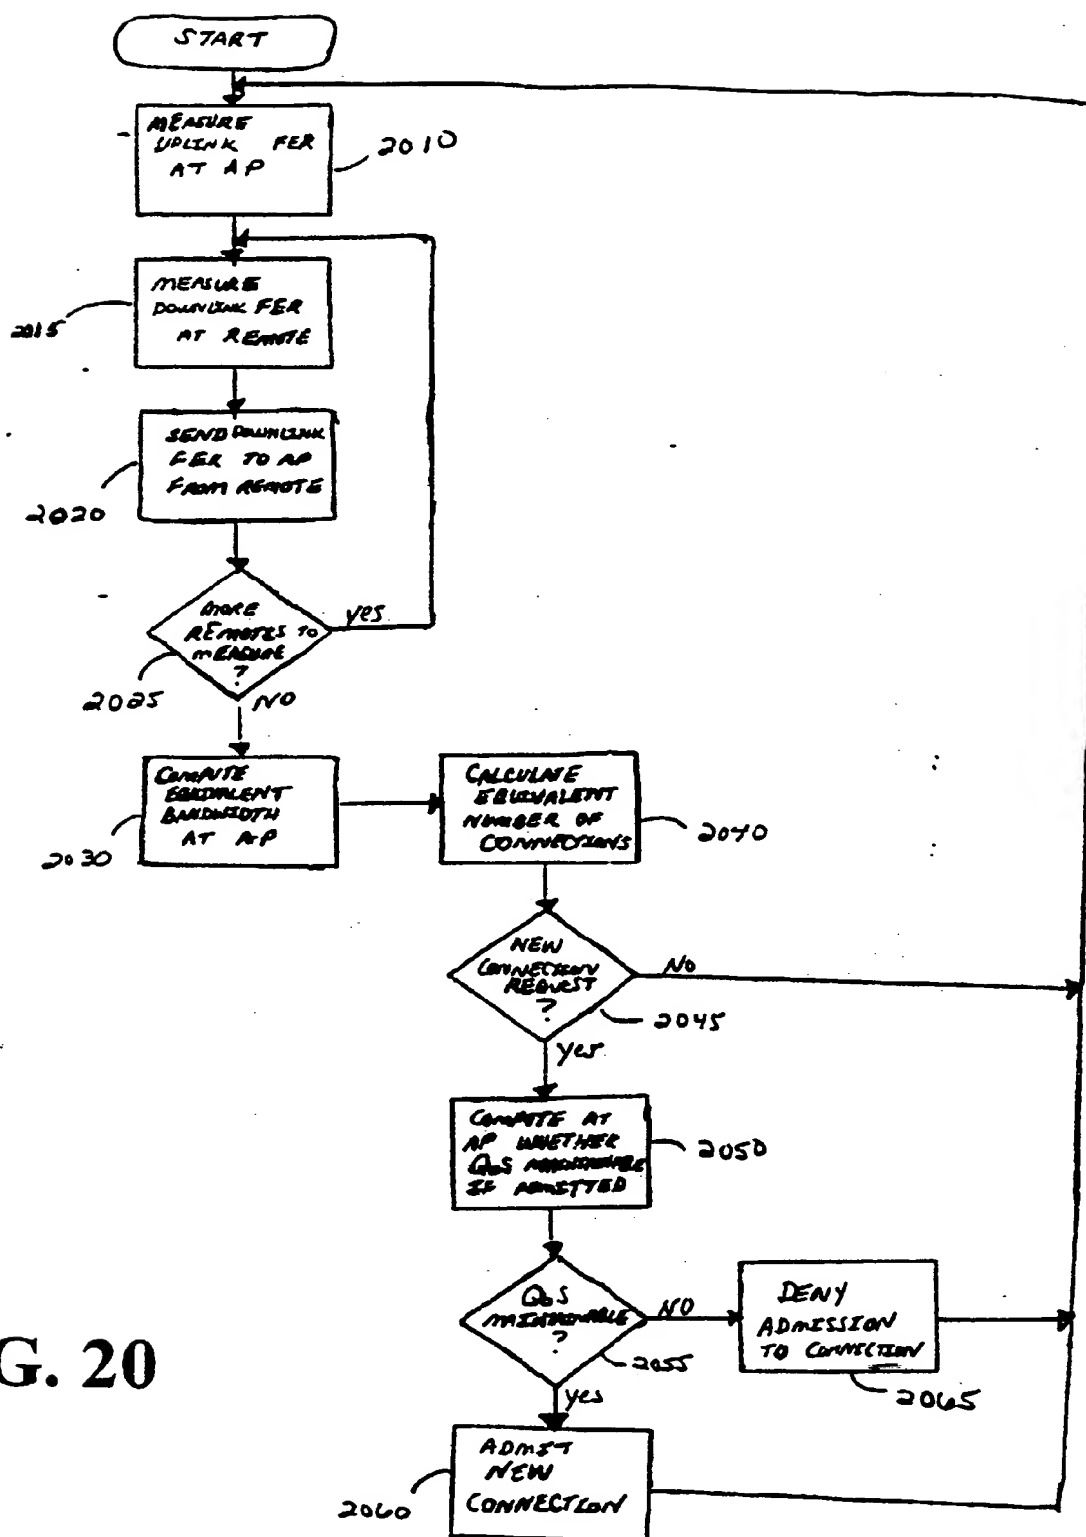 START
MEASURE
UPLINK FER
AT AP
2010
MEASURE
DOWNLINK FER
AT REMOTE
2015
SEND DOWNLINK
FER TO AP
FROM REMOTE
2020
MORE
REMOTES TO
MEASURE
?
yes
2025
NO
COMPUTE
EQUIVALENT
BANDWIDTH
AT AP
2030
CALCULATE
EQUIVALENT
NUMBER OF
CONNECTIONS
2040
NEW
CONNECTION
REQUEST
?
NO
2045
yes
COMPUTE AT
AP WHETHER
QoS MAINTAINABLE
IF ADMITTED
2050
QoS
MAINTAINABLE
?
NO
2055
yes
DENY
ADMISSION
TO CONNECTION
2065
ADMIT
NEW
CONNECTION
2060
G. 20